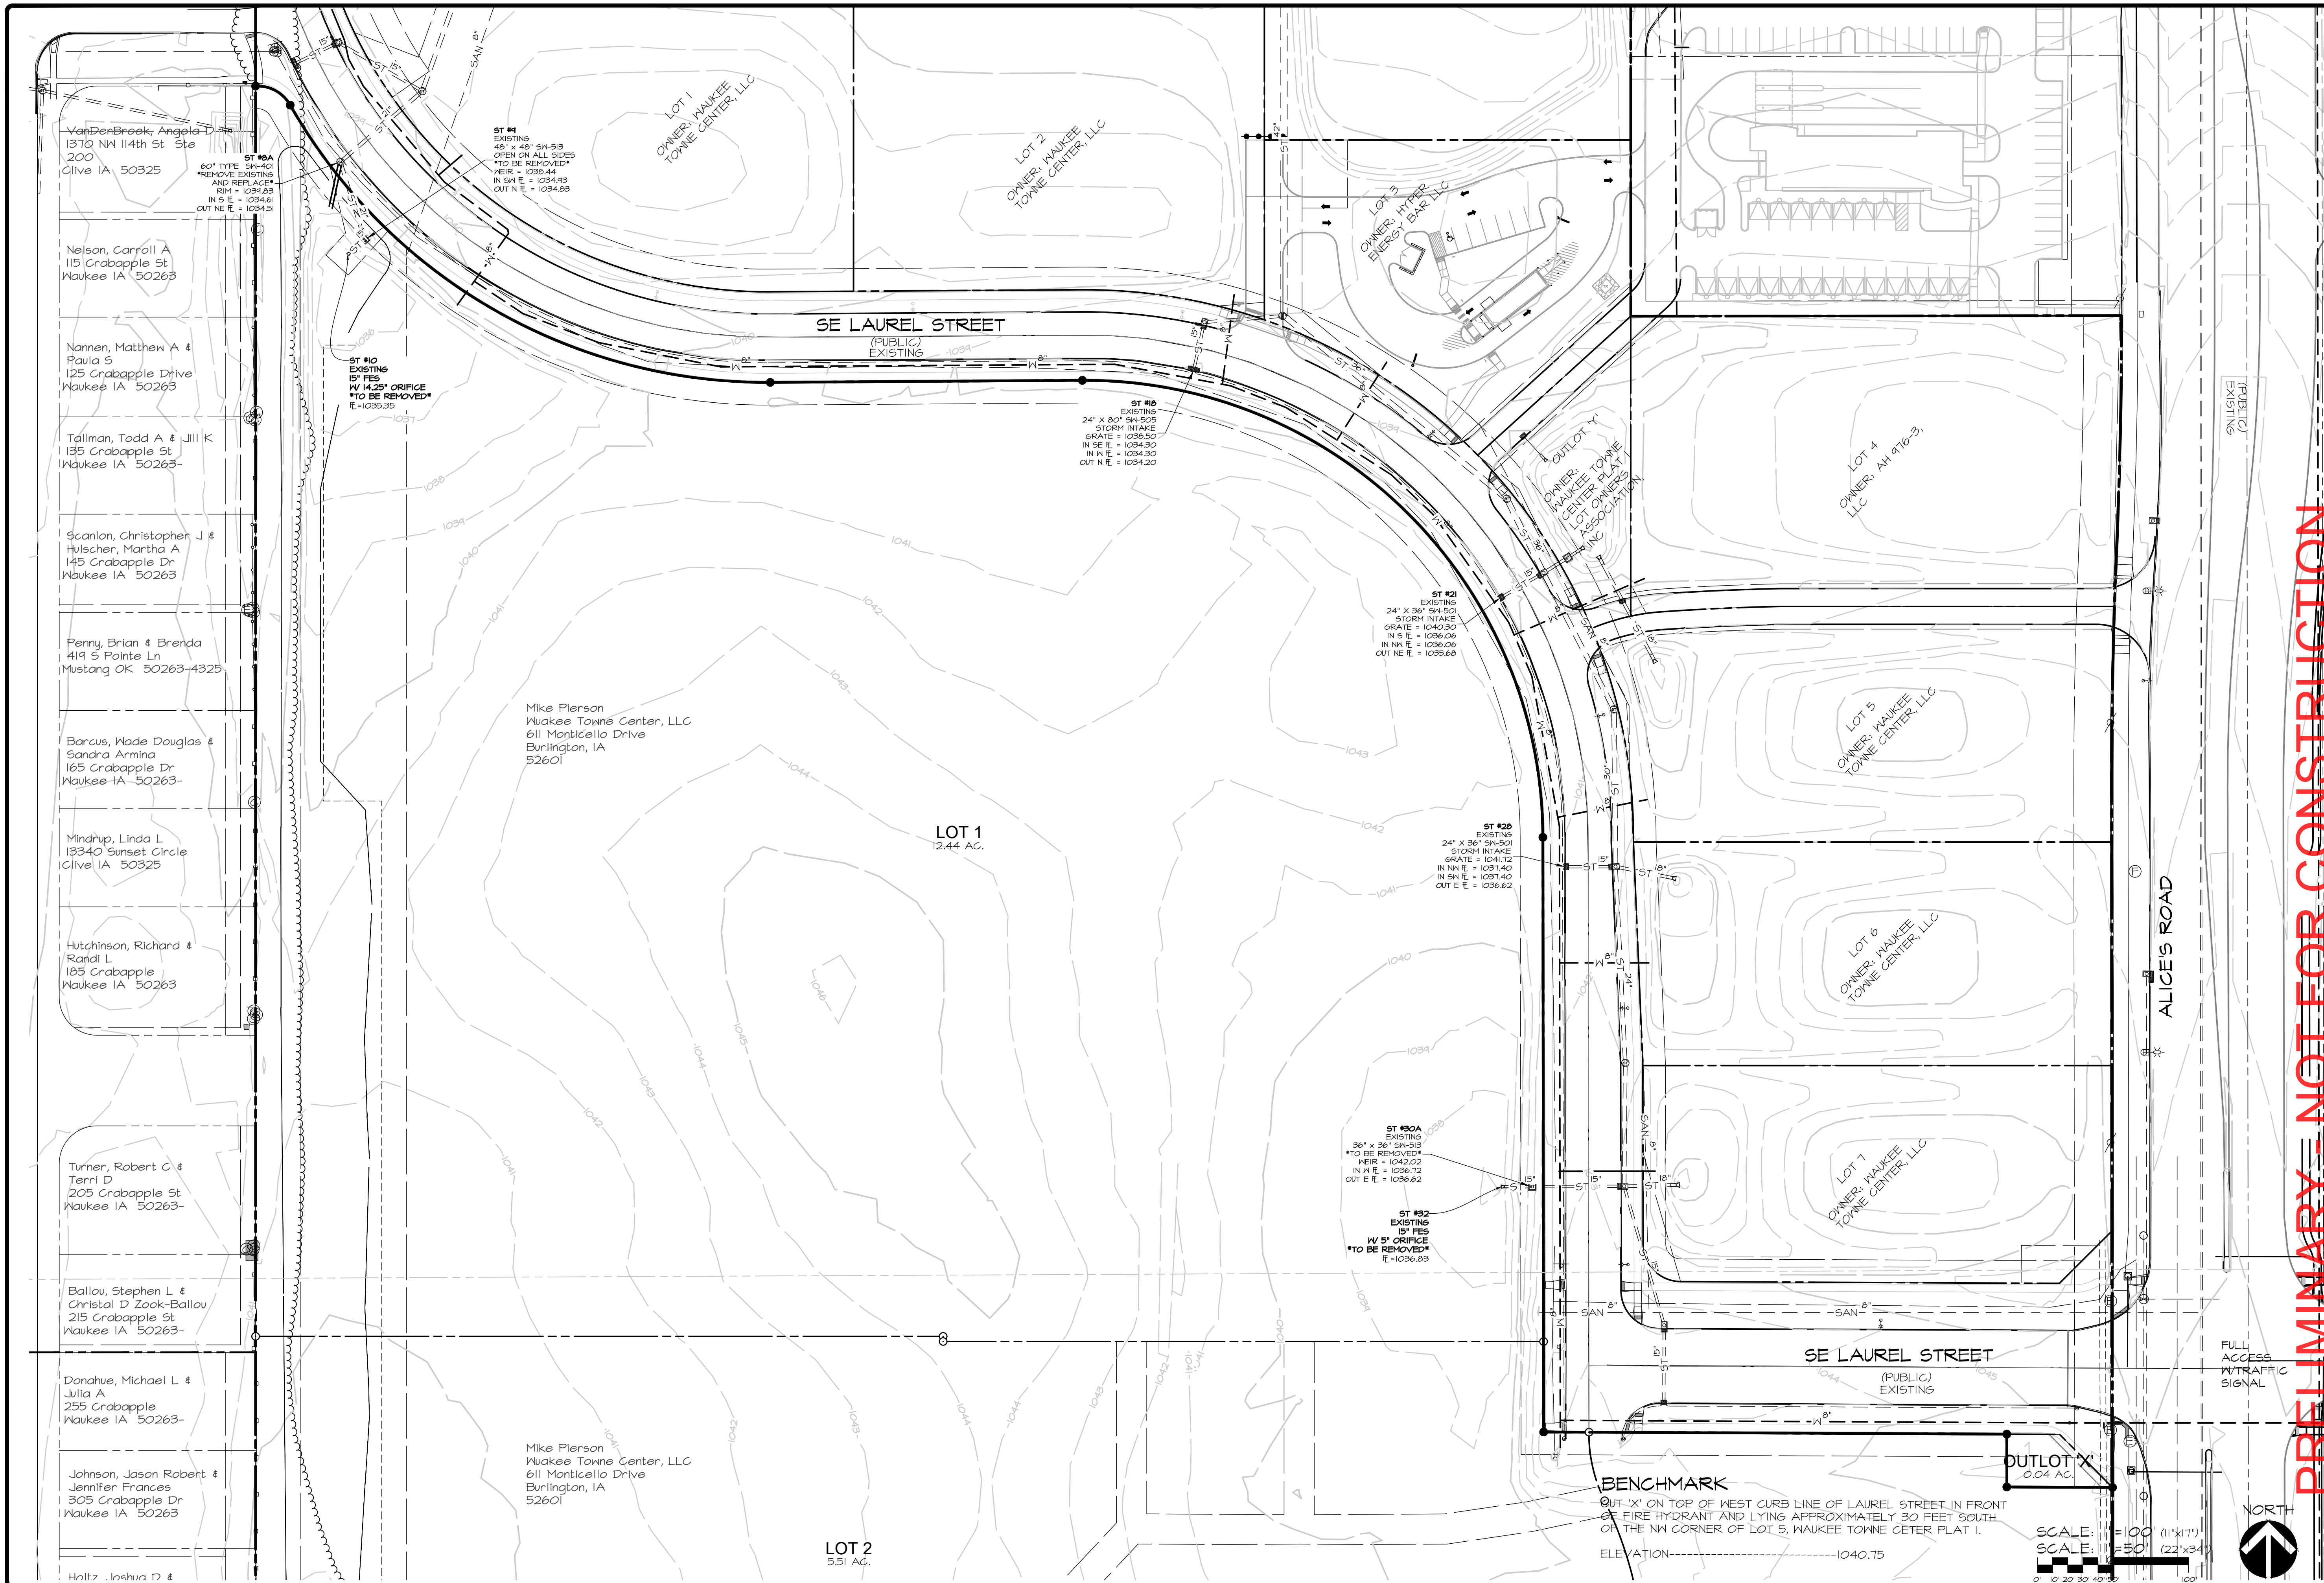 VanDenBroek, Angela D
1370 NW 114th St Ste
200
Clive IA 50325
Nelson, Carroll A
115 Crabapple St
Waukee IA 50263
Nannen, Matthew A &
Paula S
125 Crabapple Drive
Waukee IA 50263
Tallman, Todd A & Jill K
135 Crabapple St
Waukee IA 50263-
Scanlon, Christopher J &
Hulscher, Martha A
145 Crabapple Dr
Waukee IA 50263
Penny, Brian & Brenda
419 S Pointe Ln
Mustang OK 50263-4325
Barcus, Wade Douglas &
Sandra Armina
165 Crabapple Dr
Waukee IA 50263-
Mindrup, Linda L
13340 Sunset Circle
Clive IA 50325
Hutchinson, Richard &
Randi L
185 Crabapple
Waukee IA 50263
Turner, Robert C &
Terri D
205 Crabapple St
Waukee IA 50263-
Ballou, Stephen L &
Christal D Zook-Ballou
215 Crabapple St
Waukee IA 50263-
Donahue, Michael L &
Julia A
255 Crabapple
Waukee IA 50263-
Johnson, Jason Robert &
Jennifer Frances
305 Crabapple Dr
Waukee IA 50263
Holtz, Joshua D &
ST #8A
60" TYPE SW-401
*REMOVE EXISTING
AND REPLACE*
RIM = 1039.83
IN S FL = 1034.61
OUT NE FL = 1034.51
ST #9
EXISTING
48" x 48" SW-513
OPEN ON ALL SIDES
*TO BE REMOVED*
WEIR = 1038.44
IN SW FL = 1034.93
OUT N FL = 1034.83
ST #10
EXISTING
15" FES
W/ 14.25" ORIFICE
*TO BE REMOVED*
FL=1035.35
ST #18
EXISTING
24" X 80" SW-505
STORM INTAKE
GRATE = 1038.50
IN SE FL = 1034.30
IN W FL = 1034.30
OUT N FL = 1034.20
ST #21
EXISTING
24" X 36" SW-501
STORM INTAKE
GRATE = 1040.30
IN S FL = 1036.06
IN NW FL = 1036.06
OUT NE FL = 1035.68
ST #28
EXISTING
24" X 36" SW-501
STORM INTAKE
GRATE = 1041.72
IN NW FL = 1037.40
IN SW FL = 1037.40
OUT E FL = 1036.62
ST #30A
EXISTING
36" x 36" SW-513
*TO BE REMOVED*
WEIR = 1042.02
IN W FL = 1036.72
OUT E FL = 1036.62
ST #32
EXISTING
15" FES
W/ 5" ORIFICE
*TO BE REMOVED*
FL=1036.83
LOT 1
OWNER: WAUKEE
TOWNE CENTER, LLC
LOT 2
OWNER: WAUKEE
TOWNE CENTER, LLC
LOT 3
OWNER: HYPER
ENERGY BAR LLC
OUTLOT 'Y'
OWNER:
WAUKEE TOWNE
CENTER PLAT 1
LOT OWNERS
ASSOCIATION,
INC
LOT 4
OWNER: AH 976-3,
LLC
LOT 5
OWNER: WAUKEE
TOWNE CENTER, LLC
LOT 6
OWNER: WAUKEE
TOWNE CENTER, LLC
LOT 7
OWNER: WAUKEE
TOWNE CENTER, LLC
SE LAUREL STREET
(PUBLIC)
EXISTING
Mike Pierson
Wuakee Towne Center, LLC
611 Monticello Drive
Burlington, IA
52601
LOT 1
12.44 AC.
Mike Pierson
Wuakee Towne Center, LLC
611 Monticello Drive
Burlington, IA
52601
LOT 2
5.51 AC.
SE LAUREL STREET
(PUBLIC)
EXISTING
(PUBLIC)
EXISTING
ALICE'S ROAD
FULL
ACCESS
W/TRAFFIC
SIGNAL
OUTLOT 'X'
0.04 AC.
BENCHMARK
CUT 'X' ON TOP OF WEST CURB LINE OF LAUREL STREET IN FRONT
OF FIRE HYDRANT AND LYING APPROXIMATELY 30 FEET SOUTH
OF THE NW CORNER OF LOT 5, WAUKEE TOWNE CETER PLAT 1.
ELEVATION----------------------------1040.75
SCALE: 1"=100' (11"x17")
SCALE: 1"=50' (22"x34")
0' 10' 20' 30' 40' 50' 100'
NORTH
PRELIMINARY - NOT FOR CONSTRUCTION